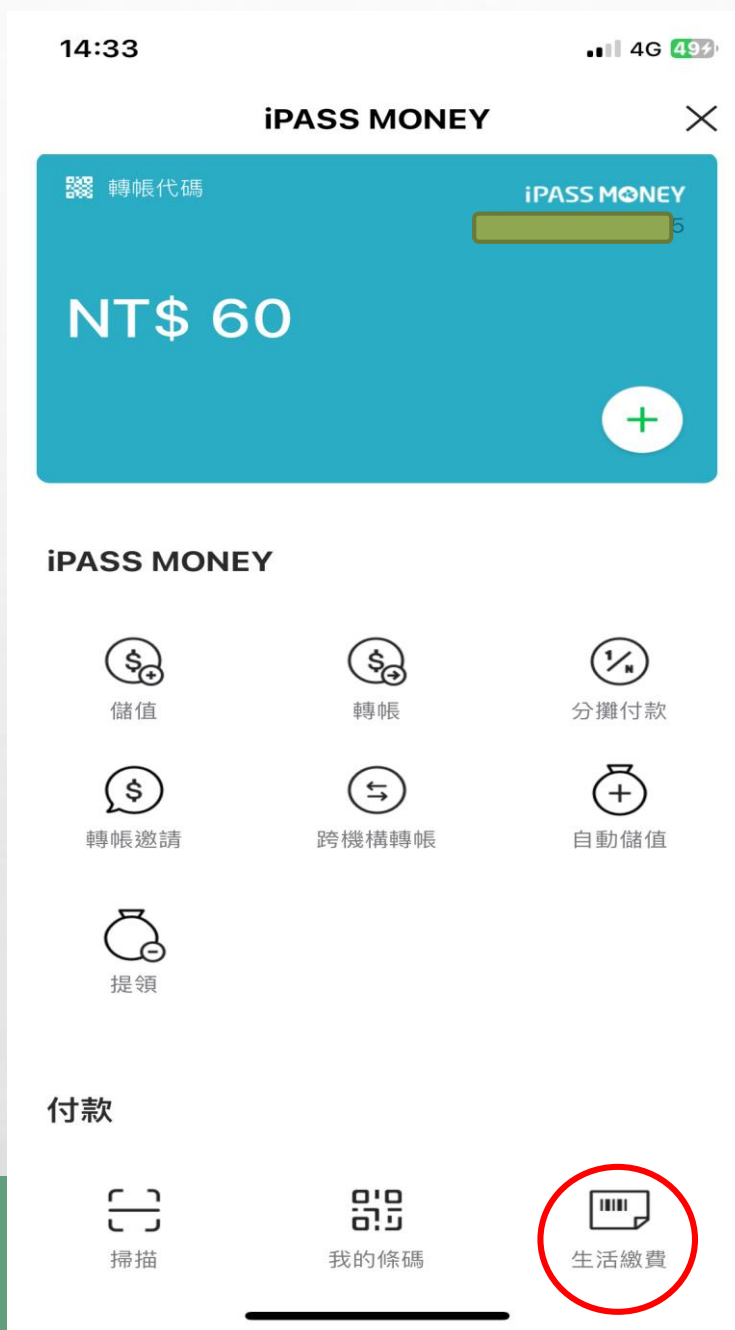 14:33
4G 49
iPASS MONEY
轉帳代碼
iPASS MONEY
5
NT$ 60
iPASS MONEY
儲值 轉帳 分攤付款
轉帳邀請 跨機構轉帳 自動儲值
提領
付款
掃描 我的條碼 生活繳費